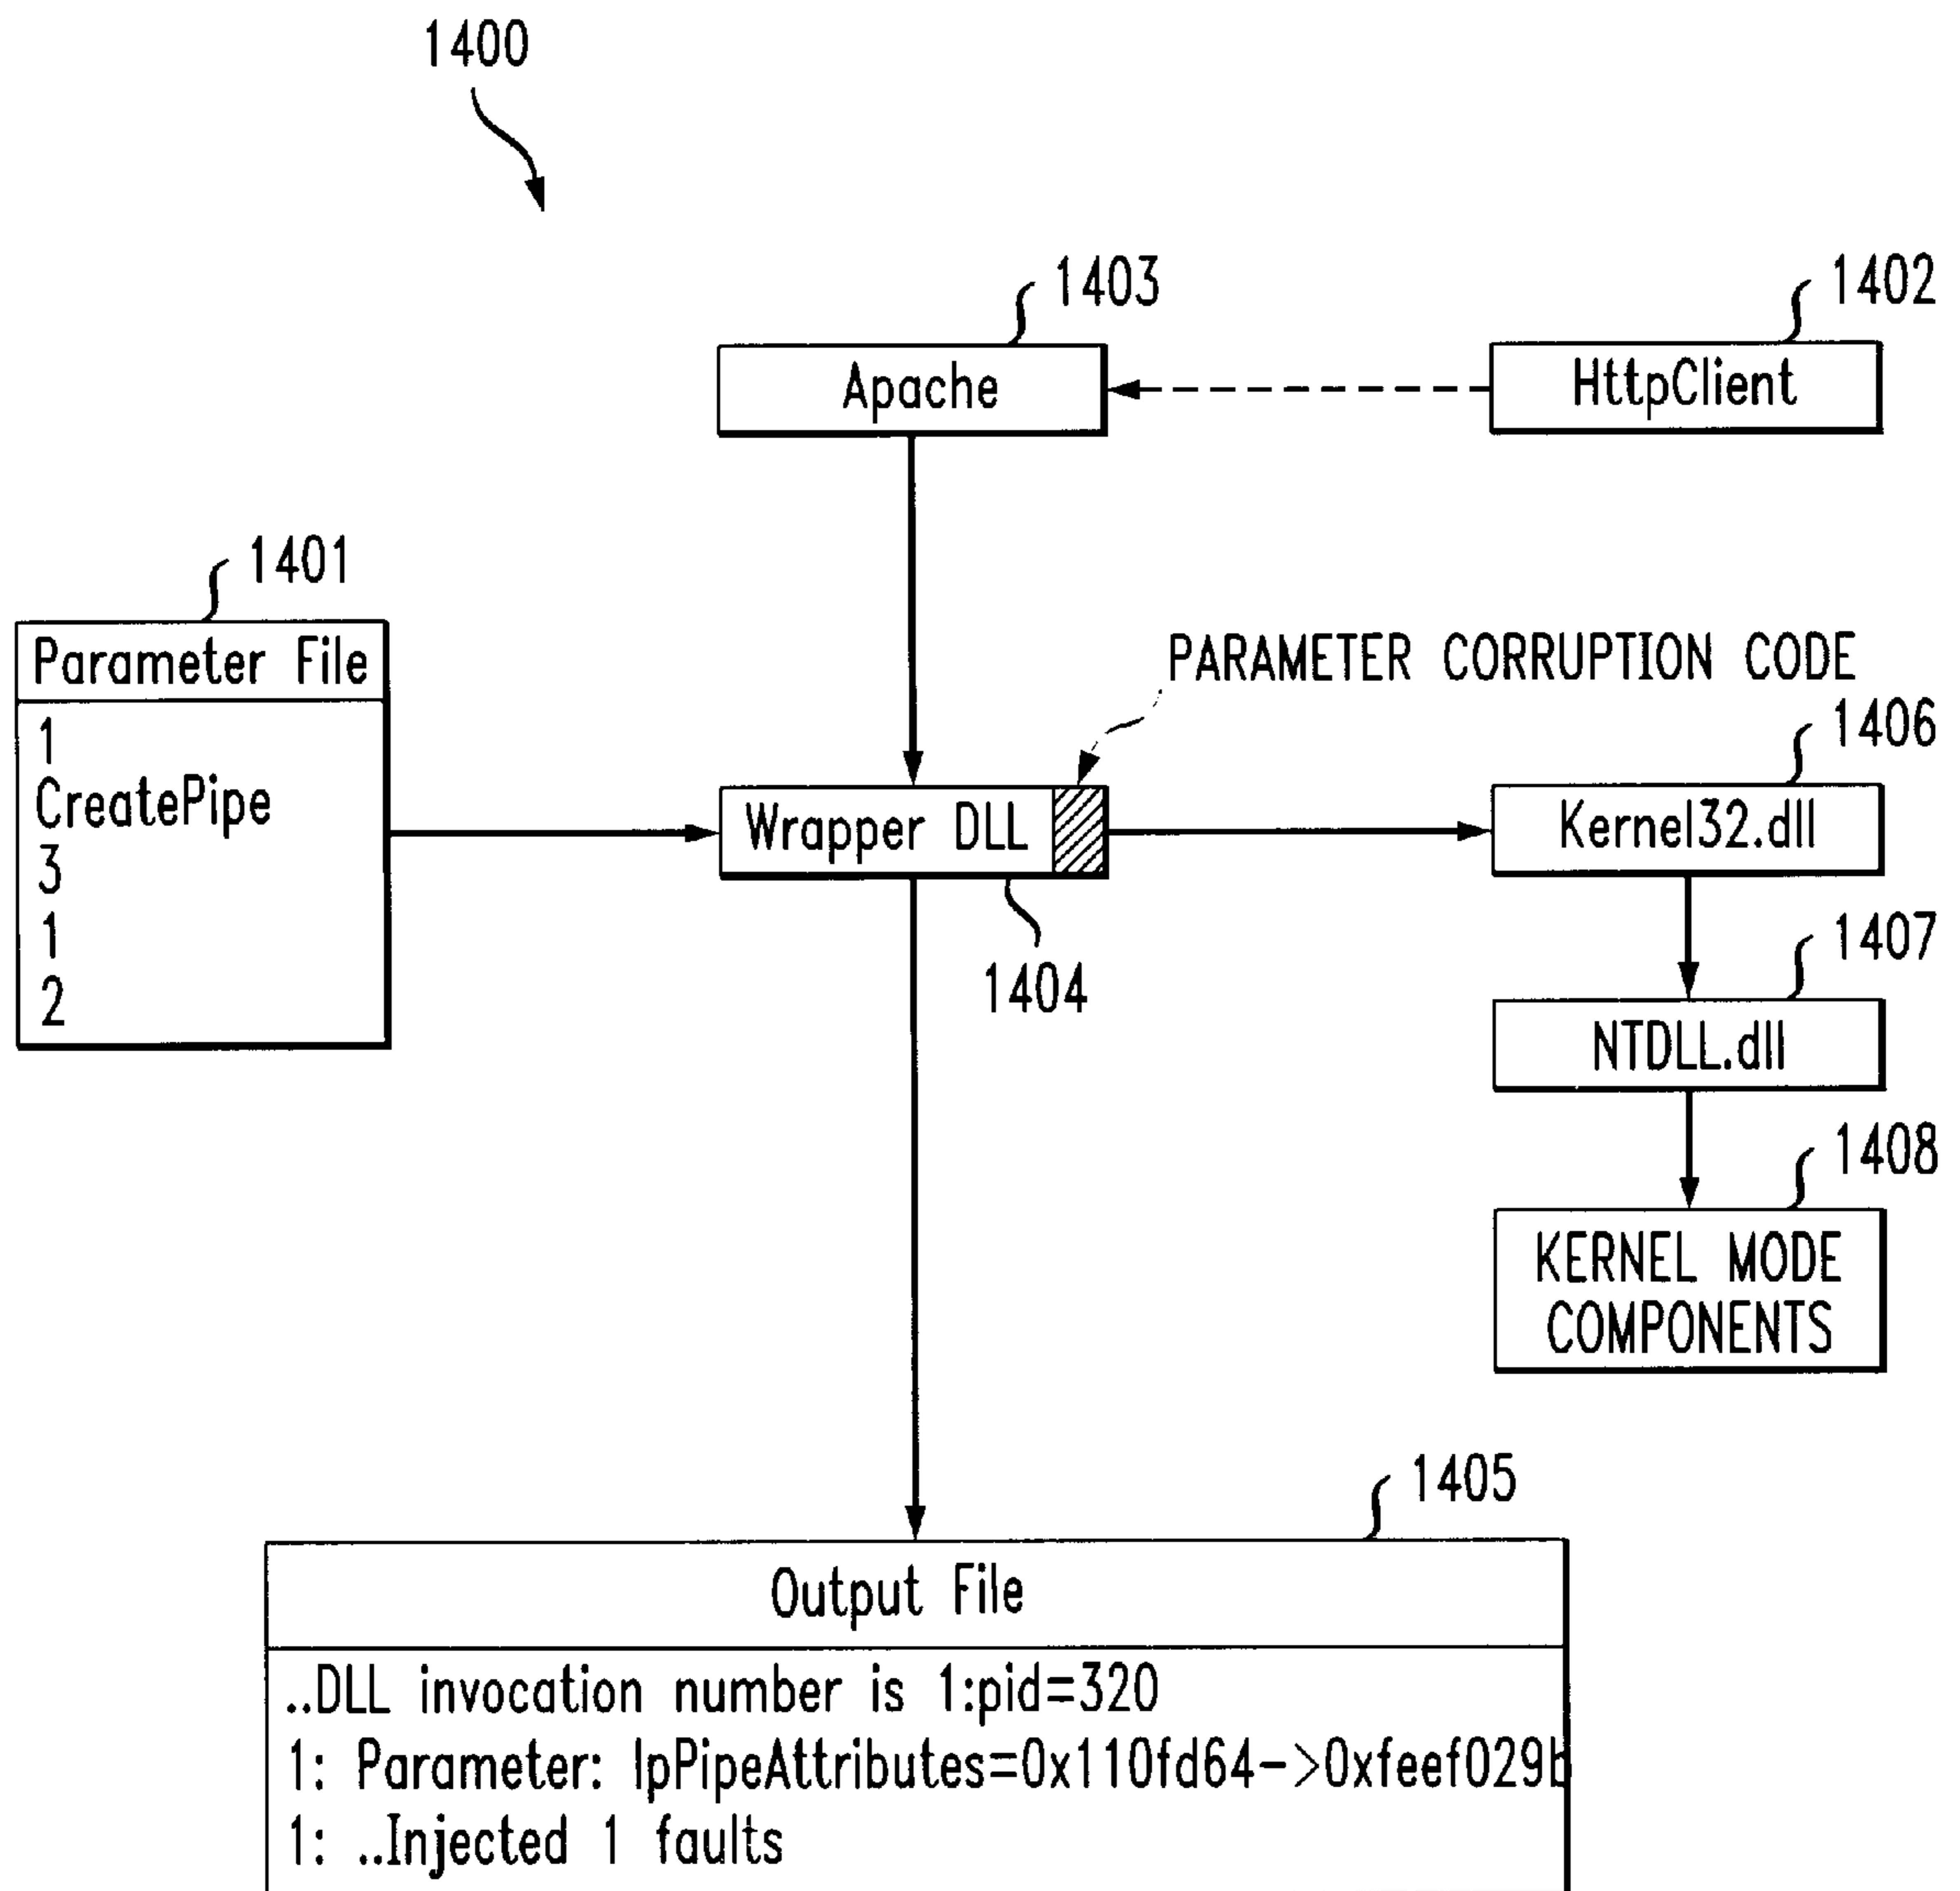 1400
1403
1402
Apache
HttpClient
1401
Parameter File
1
CreatePipe
3
1
2
PARAMETER CORRUPTION CODE
1406
Wrapper DLL
Kernel32.dll
1404
1407
NTDLL.dll
1408
KERNEL MODE
COMPONENTS
1405
Output File
..DLL invocation number is 1:pid=320
1: Parameter: lpPipeAttributes=0x110fd64->0xfeef029b
1: ..Injected 1 faults